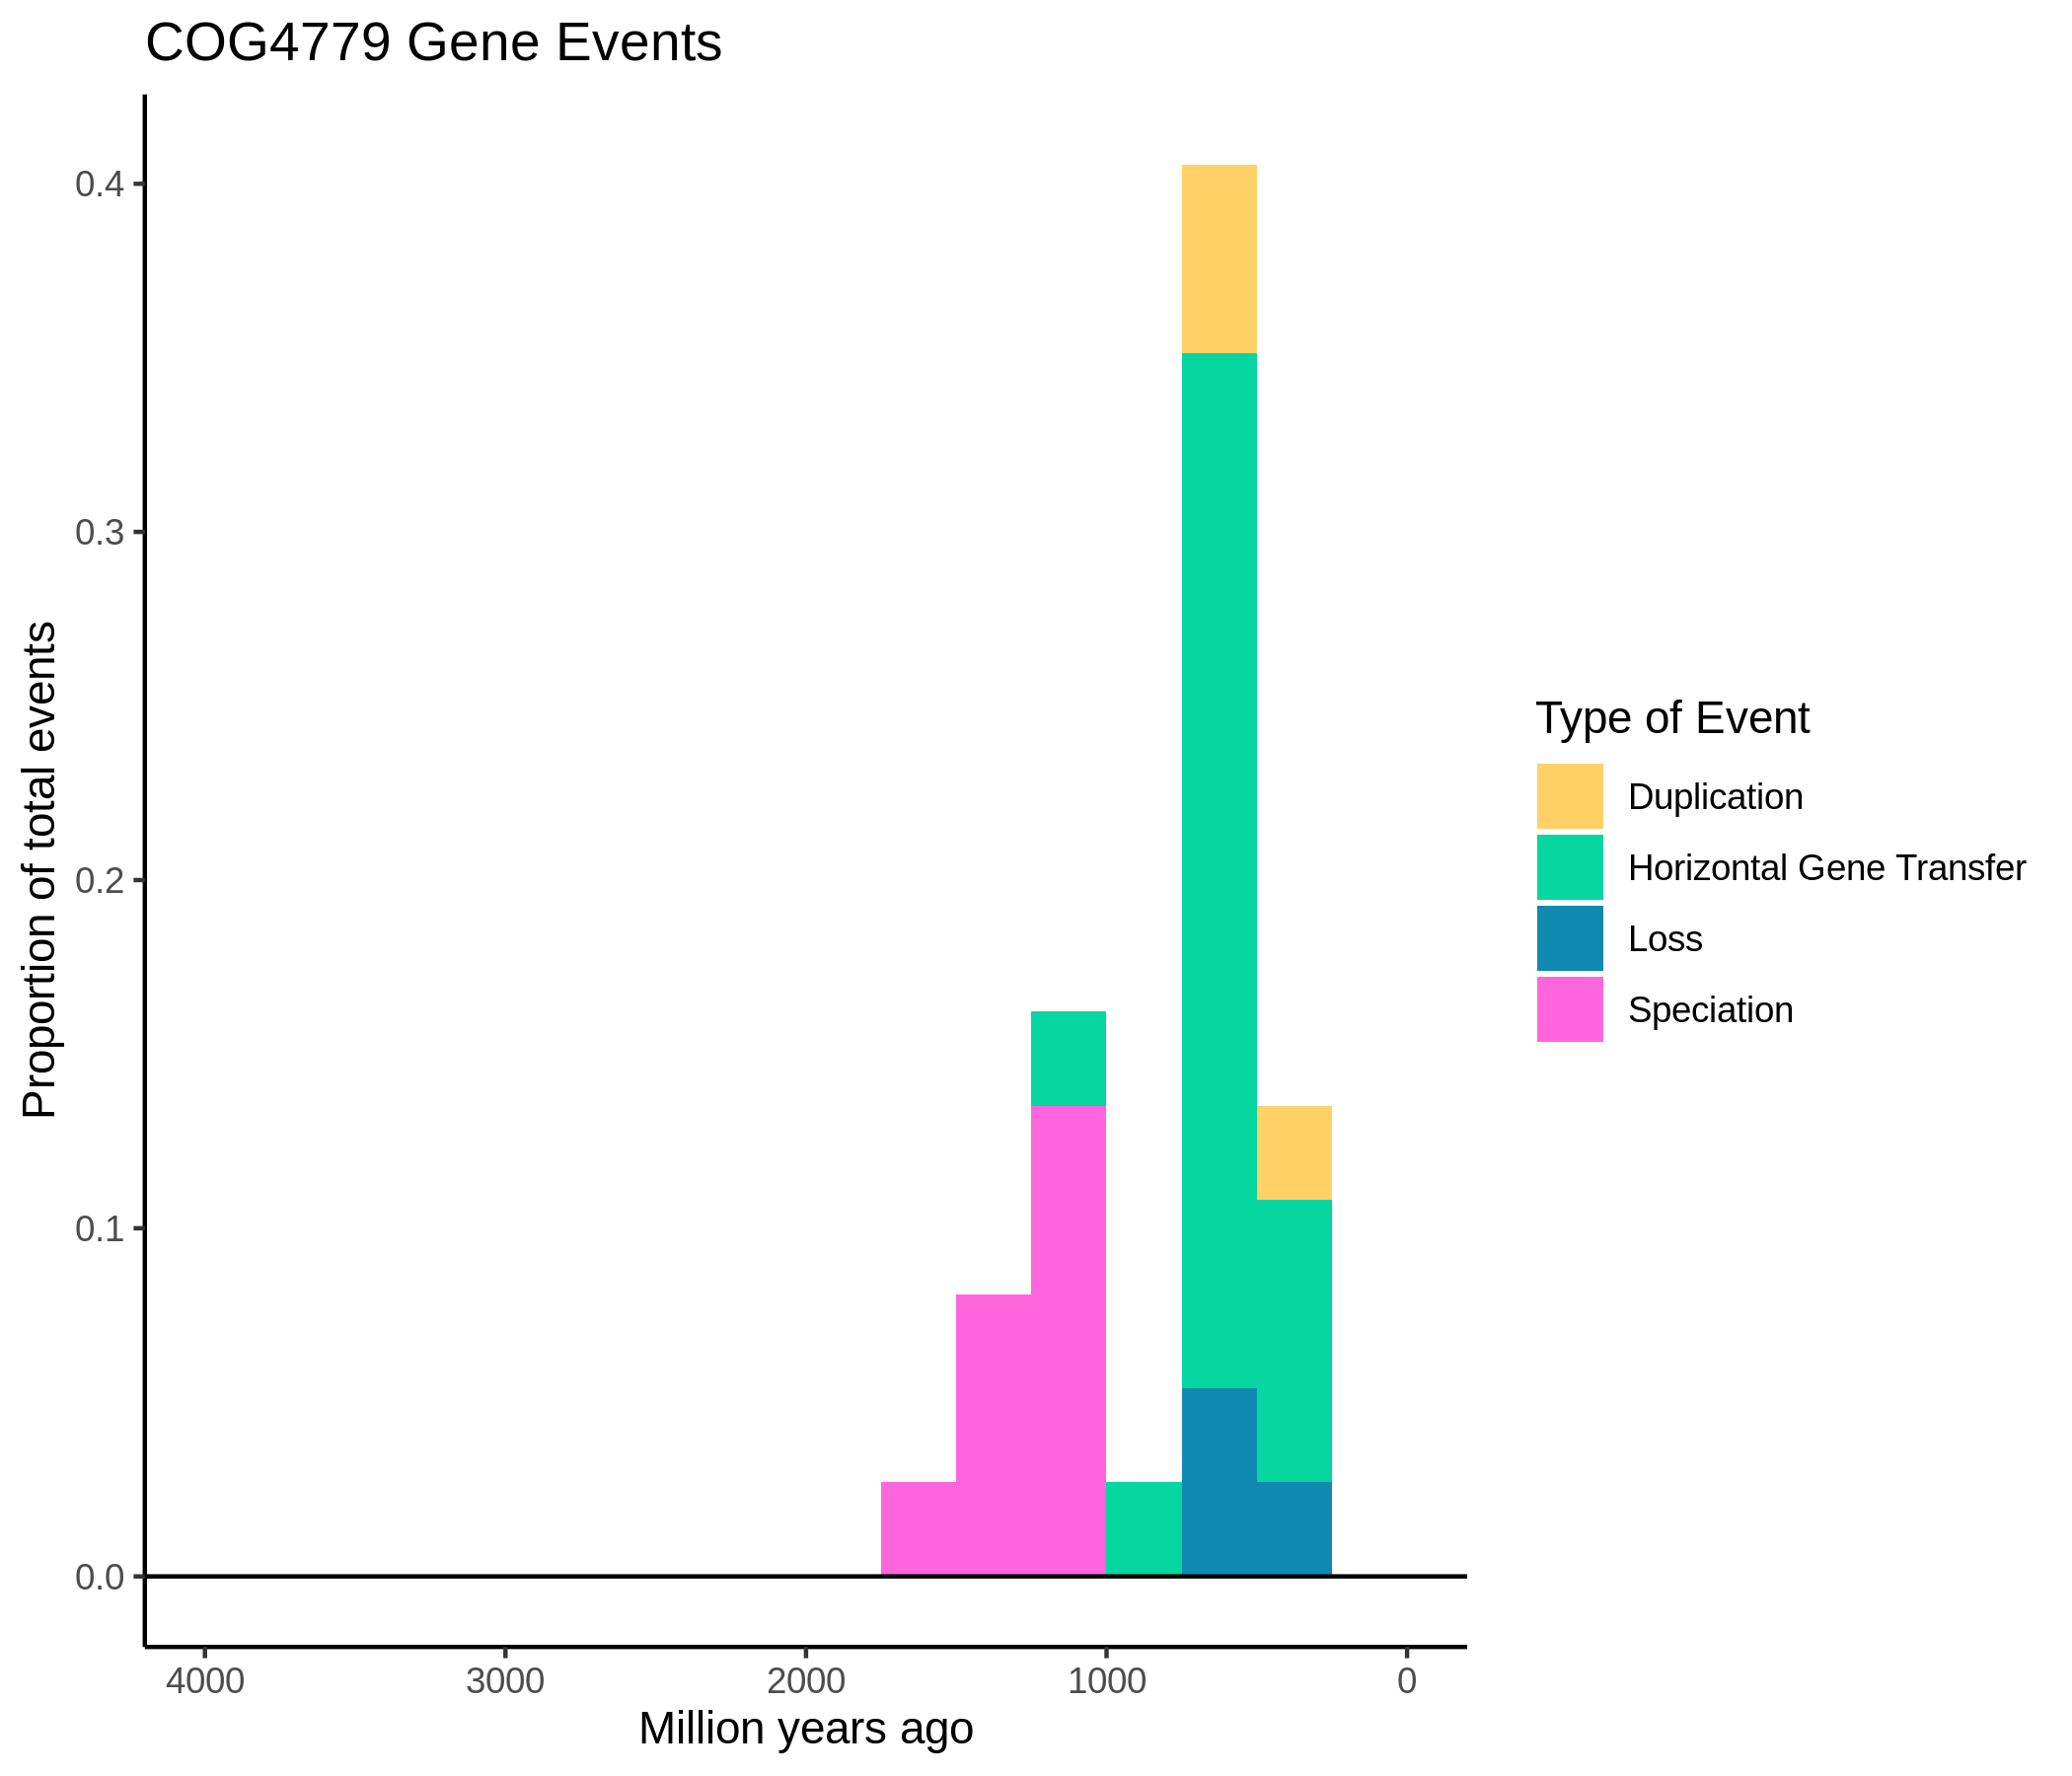 COG4779 Gene Events
Proportion of total events
0.4
0.3
0.2
0.1
0.0
4000 3000 2000 1000 0
Million years ago
Type of Event
Duplication
Horizontal Gene Transfer
Loss
Speciation